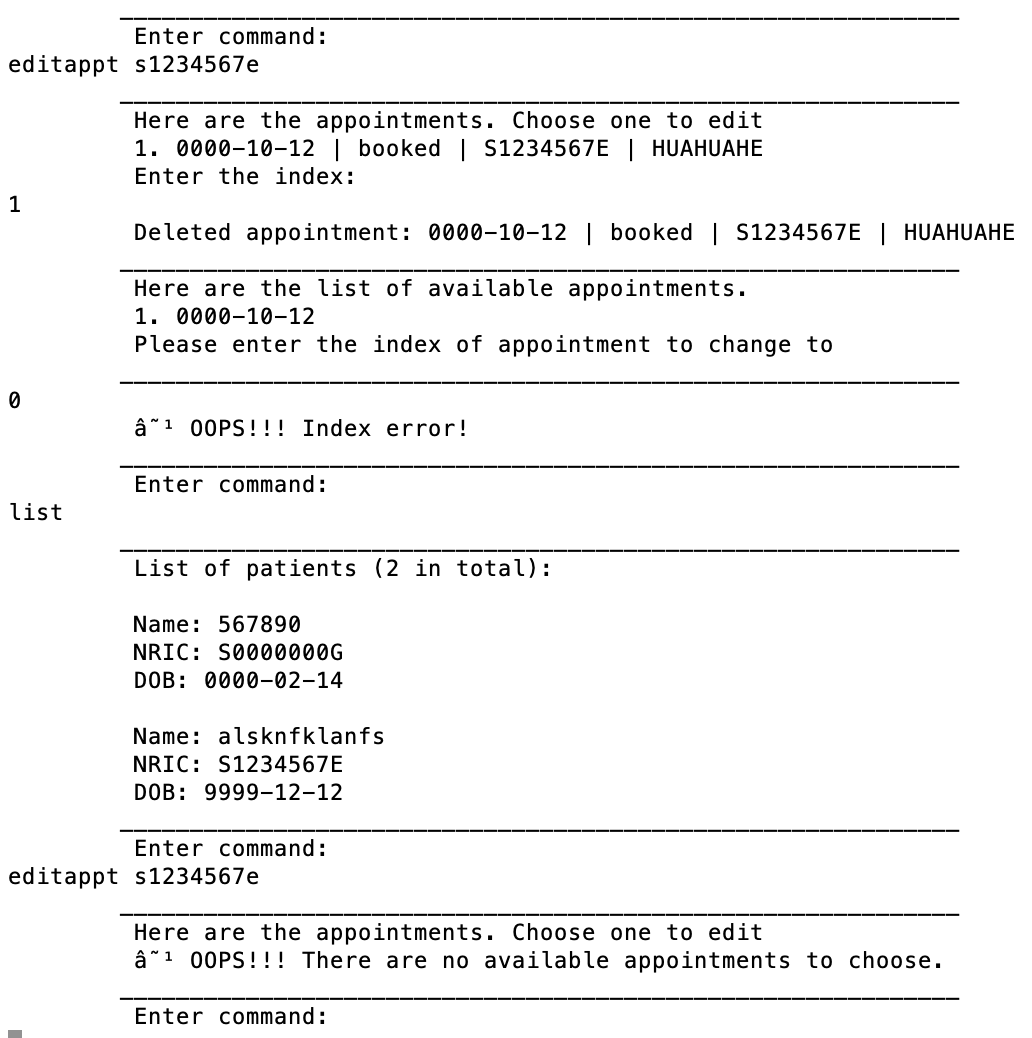 Enter command:
editappt s1234567e
Here are the appointments. Choose one to edit
1. 0000-10-12 | booked | S1234567E | HUAHUAHE
Enter the index:
1
Deleted appointment: 0000-10-12 | booked | S1234567E | HUAHUAHE
Here are the list of available appointments.
1. 0000-10-12
Please enter the index of appointment to change to
0
â˜¹ OOPS!!! Index error!
Enter command:
list
List of patients (2 in total):
Name: 567890
NRIC: S0000000G
DOB: 0000-02-14
Name: alsknfklanfs
NRIC: S1234567E
DOB: 9999-12-12
Enter command:
editappt s1234567e
Here are the appointments. Choose one to edit
â˜¹ OOPS!!! There are no available appointments to choose.
Enter command: